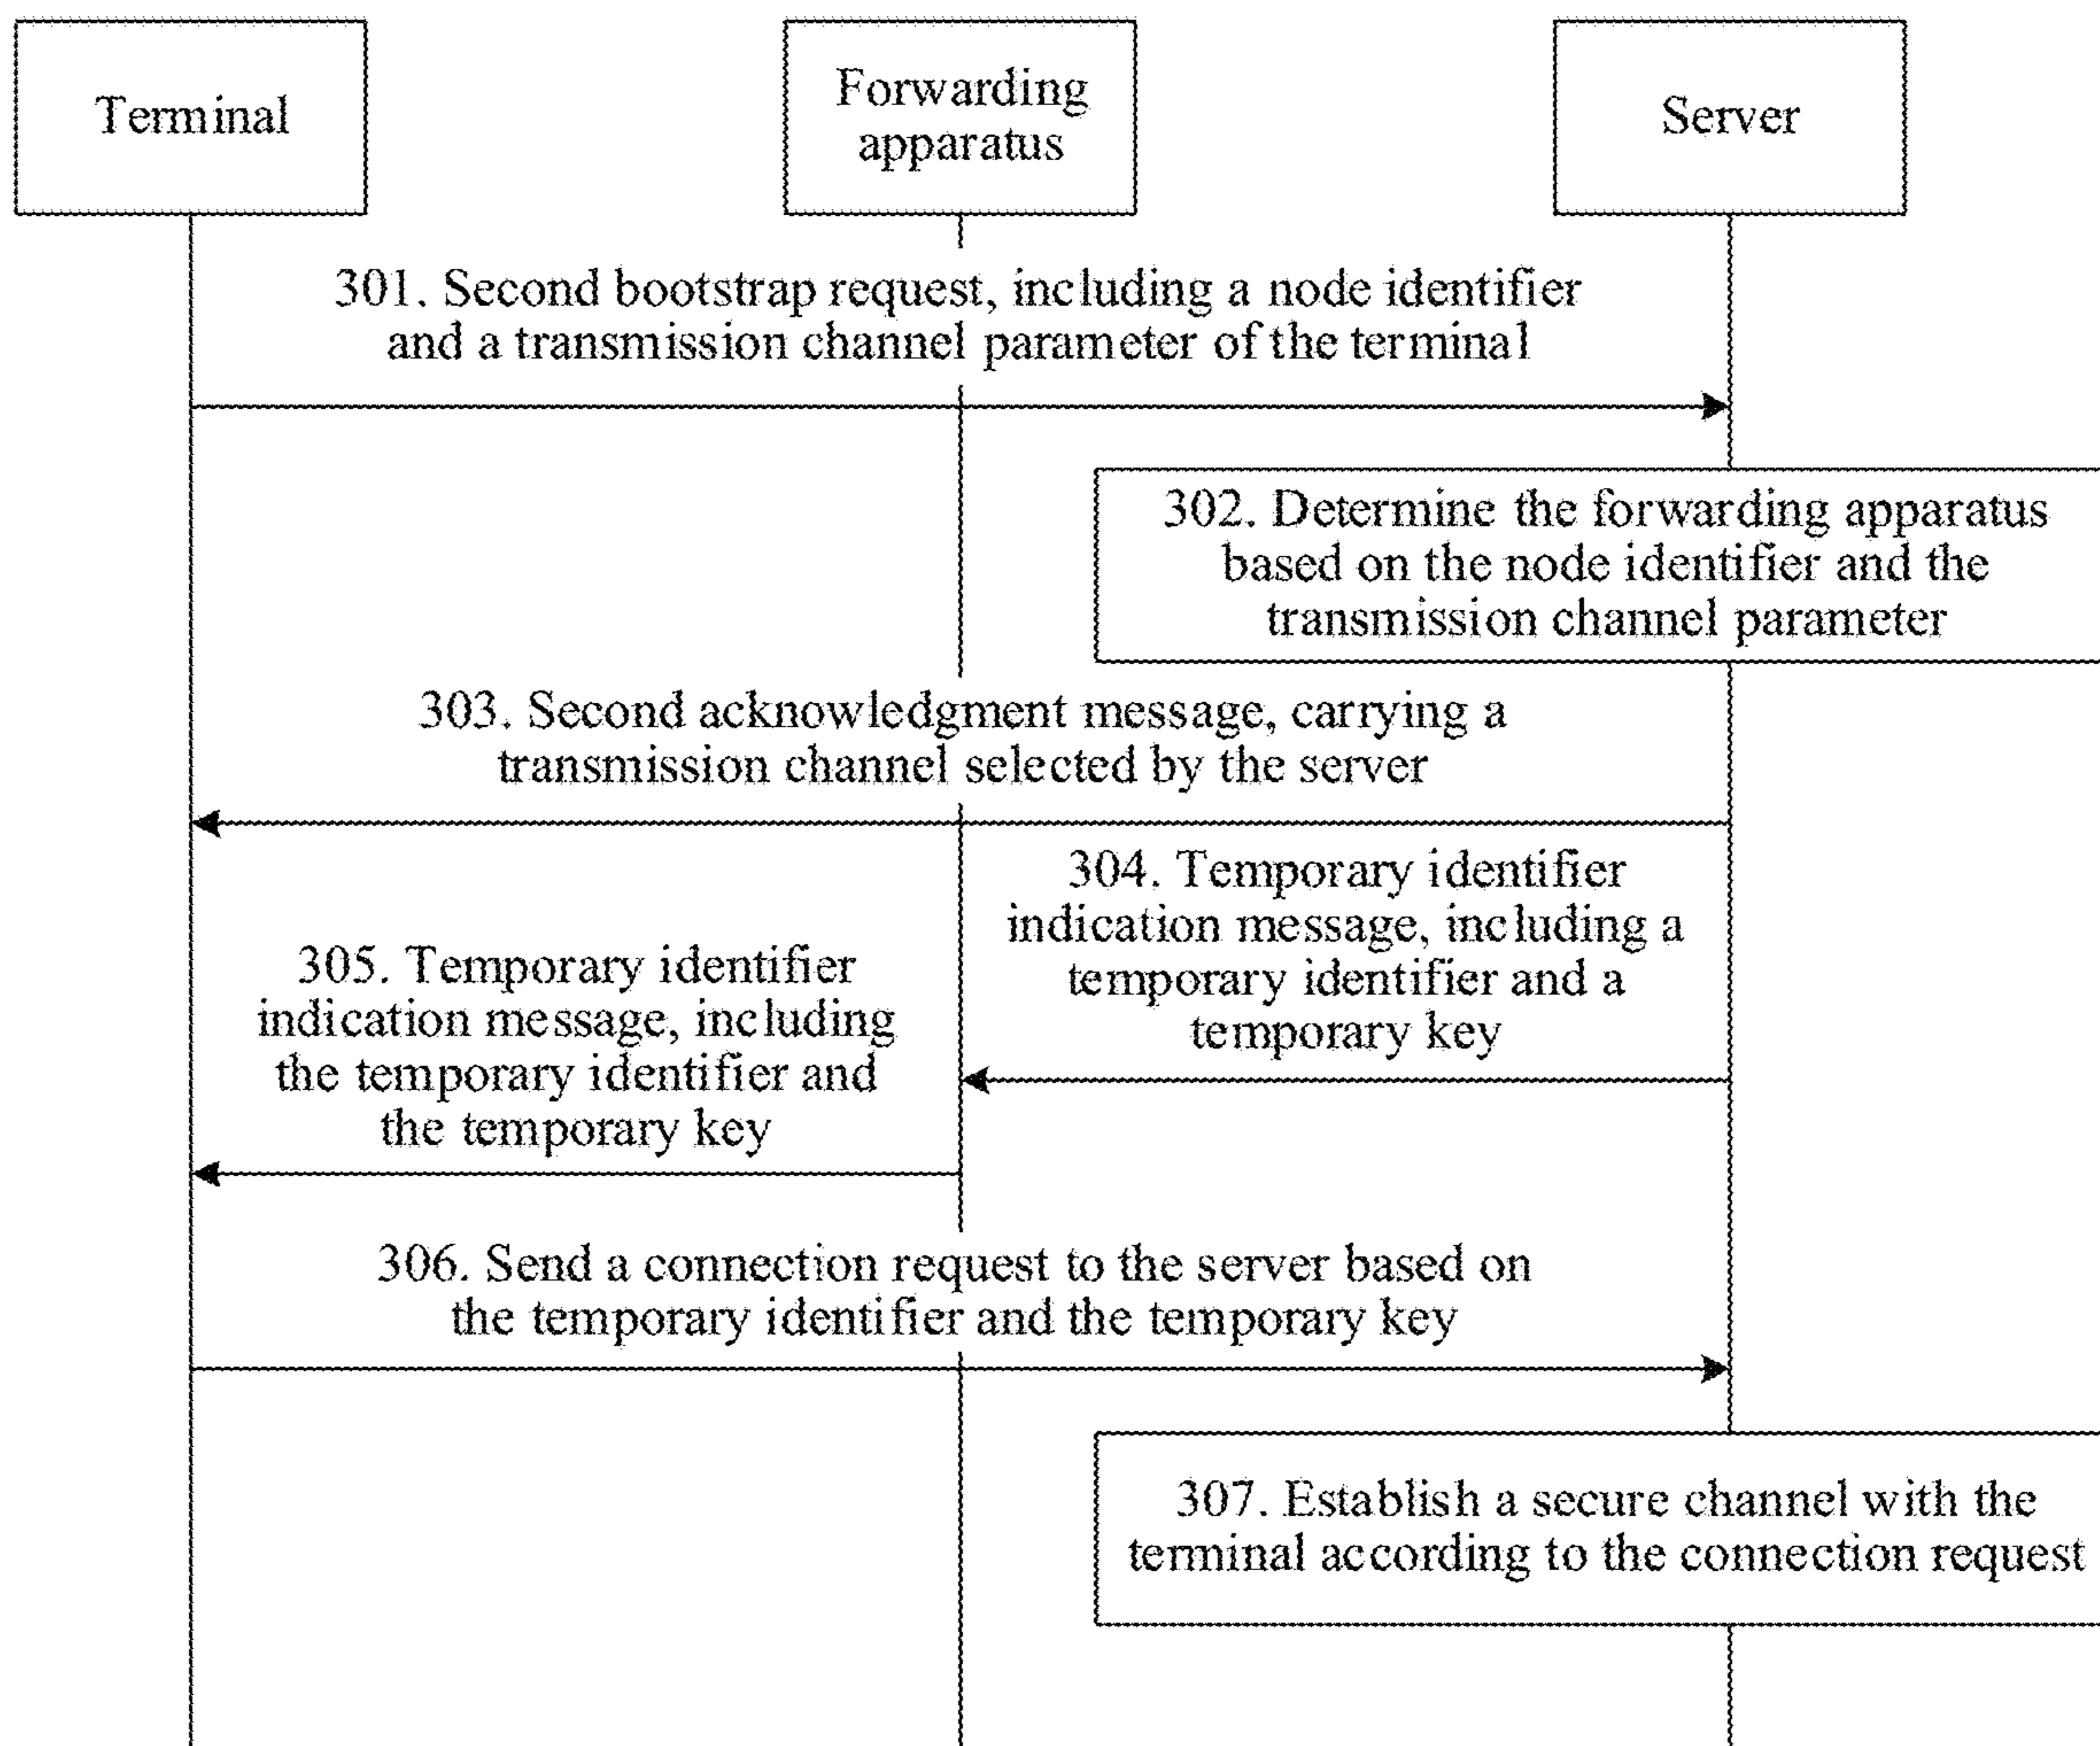 Terminal
Forwarding
apparatus
Server
301. Second bootstrap request, including a node identifier
and a transmission channel parameter of the terminal
302. Determine the forwarding apparatus
based on the node identifier and the
transmission channel parameter
303. Second acknowledgment message, carrying a
transmission channel selected by the server
304. Temporary identifier
indication message, including a
temporary identifier and a
temporary key
305. Temporary identifier
indication message, including
the temporary identifier and
the temporary key
306. Send a connection request to the server based on
the temporary identifier and the temporary key
307. Establish a secure channel with the
terminal according to the connection request